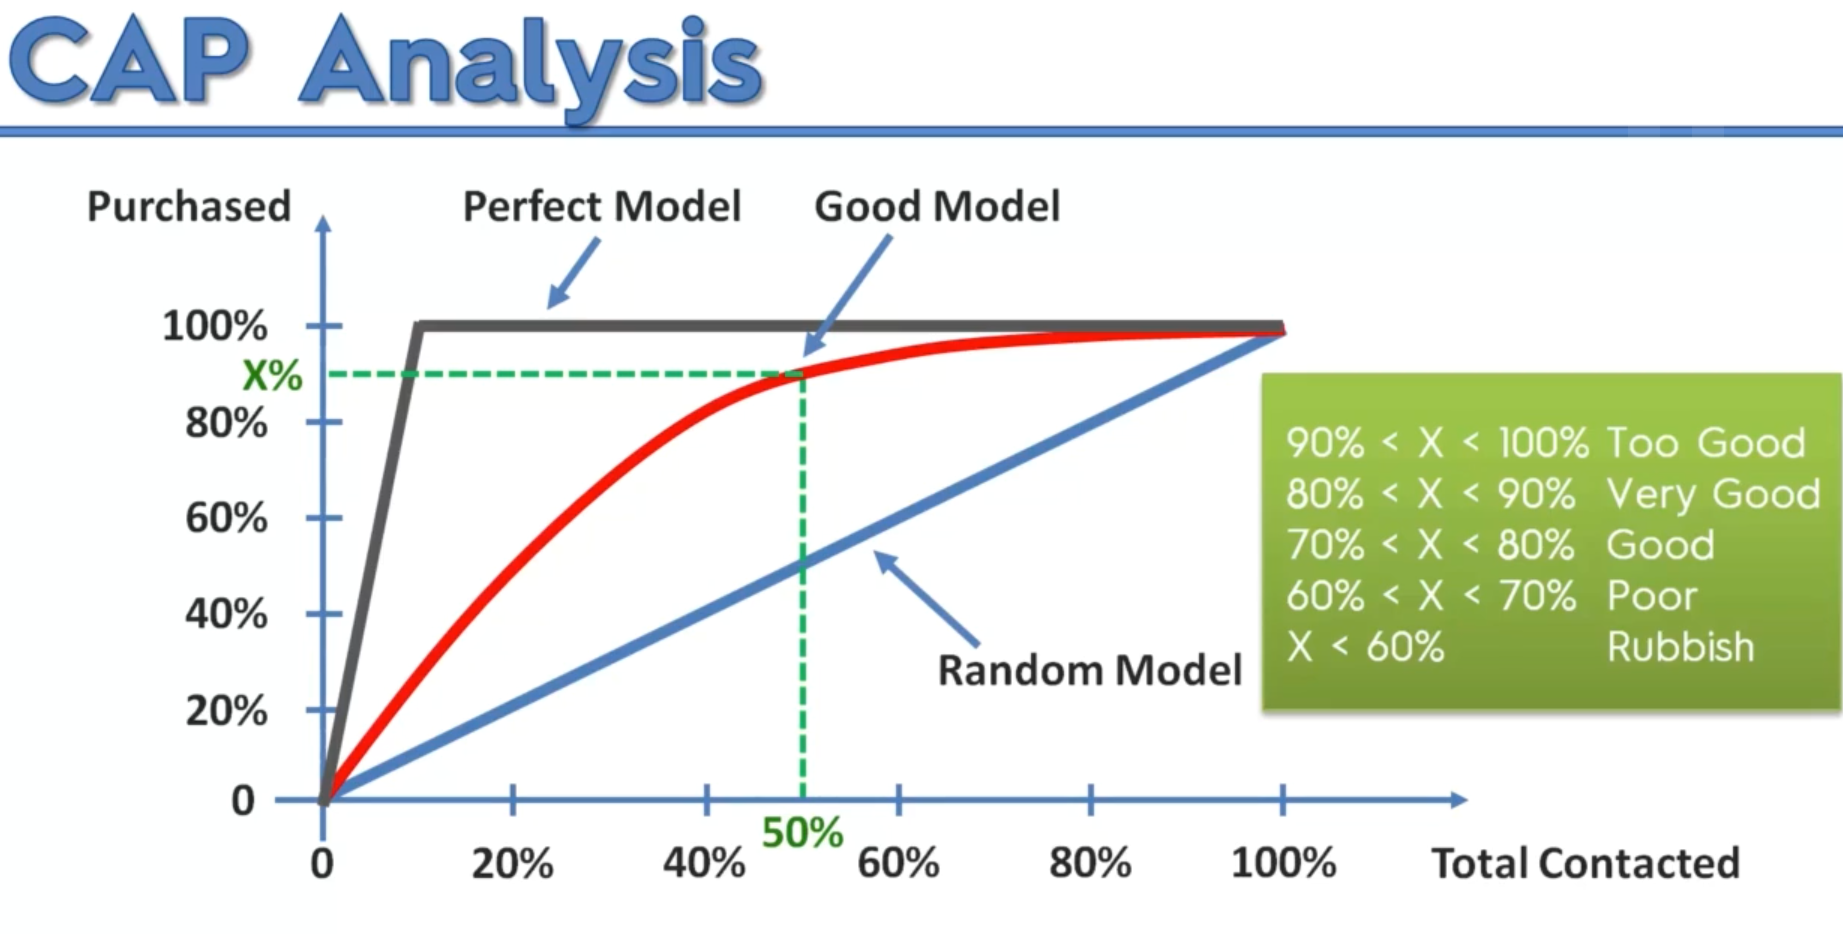 CAP Analysis
Purchased
Perfect Model
Good Model
100%
X%
80%
60%
40%
20%
0
0
20%
40%
50%
60%
80%
100%
Total Contacted
Random Model
90% < X < 100% Too Good
80% < X < 90% Very Good
70% < X < 80% Good
60% < X < 70% Poor
X < 60% Rubbish